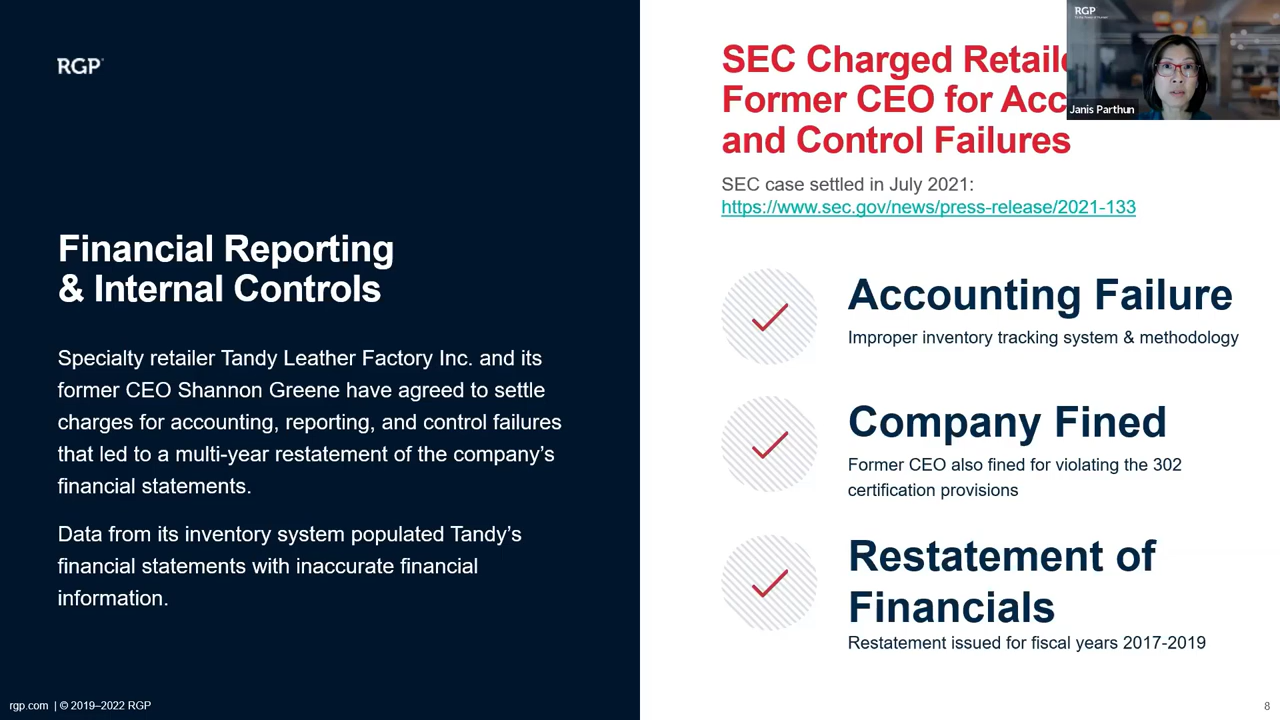 RGP
Financial Reporting
& Internal Controls
Specialty retailer Tandy Leather Factory Inc. and its
former CEO Shannon Greene have agreed to settle
charges for accounting, reporting, and control failures
that led to a multi-year restatement of the company’s
financial statements.
Data from its inventory system populated Tandy’s
financial statements with inaccurate financial
information.
rgp.com | © 2019–2022 RGP
SEC Charged Retaile
Former CEO for Acc
and Control Failures
SEC case settled in July 2021:
https://www.sec.gov/news/press-release/2021-133
Accounting Failure
Improper inventory tracking system & methodology
Company Fined
Former CEO also fined for violating the 302
certification provisions
Restatement of
Financials
Restatement issued for fiscal years 2017-2019
8
RGP
Janis Parthun